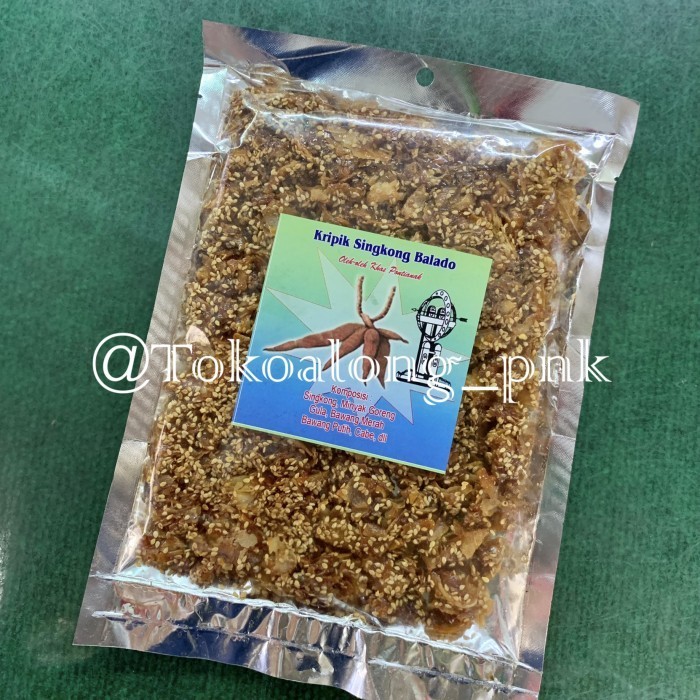 Kripik Singkong Balado
Oleh-oleh Khas Pontianak
@Tokoalong_pnk
Komposisi
Singkong, Minyak Goreng
Gula, Bawang Merah
Bawang Putih, Cabe, dll